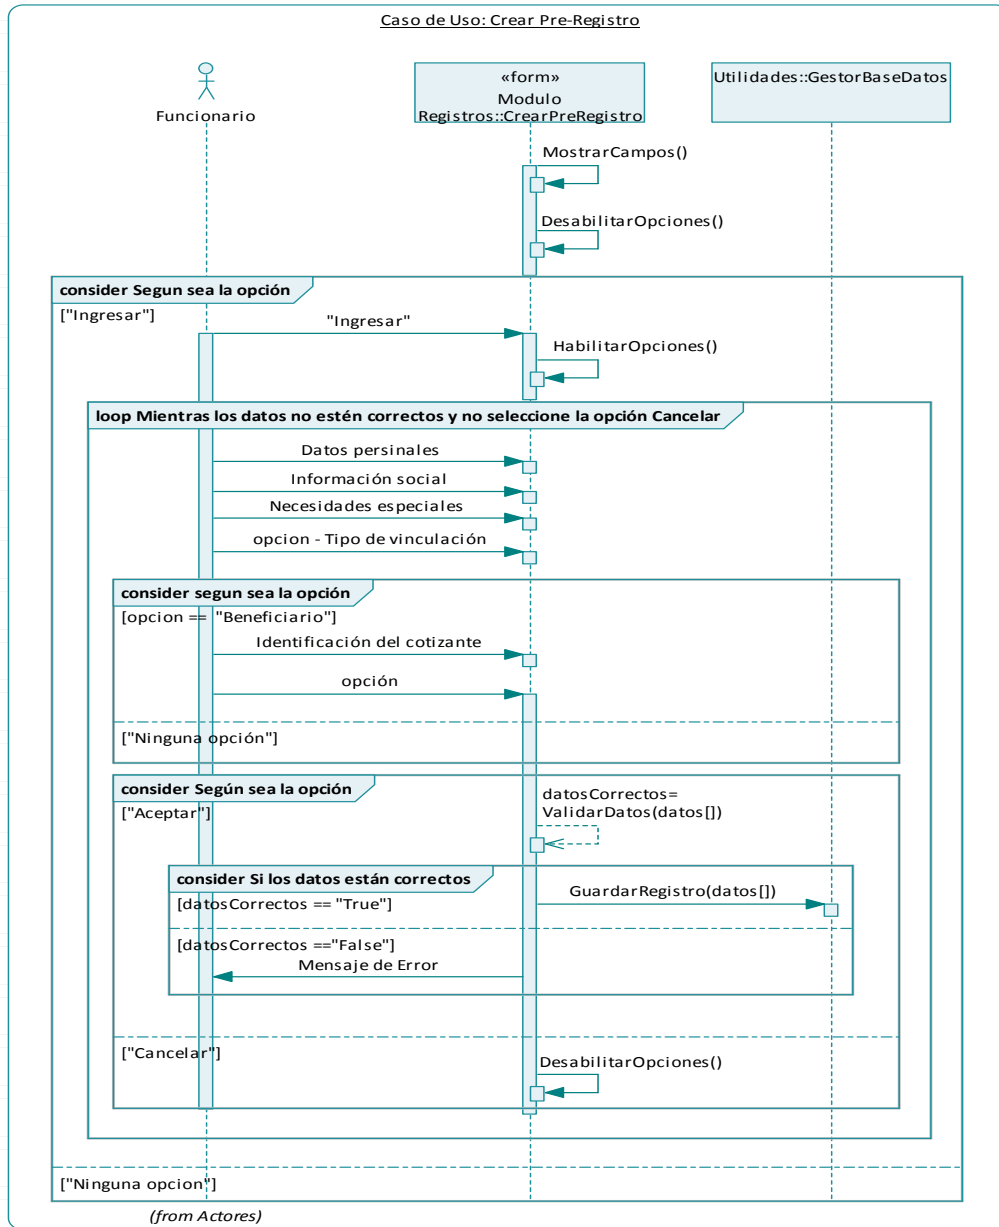 Caso de Uso: Crear Pre-Registro
Funcionario
«form»
Modulo
Registros::CrearPreRegistro
Utilidades::GestorBaseDatos
MostrarCampos()
DesabilitarOpciones()
consider Segun sea la opción
["Ingresar"]
"Ingresar"
HabilitarOpciones()
loop Mientras los datos no estén correctos y no seleccione la opción Cancelar
Datos persinales
Información social
Necesidades especiales
opcion - Tipo de vinculación
consider segun sea la opción
[opcion == "Beneficiario"]
Identificación del cotizante
opción
["Ninguna opción"]
consider Según sea la opción
["Aceptar"]
datosCorrectos=
ValidarDatos(datos[])
consider Si los datos están correctos
[datosCorrectos == "True"]
GuardarRegistro(datos[])
[datosCorrectos =="False"]
Mensaje de Error
["Cancelar"]
DesabilitarOpciones()
["Ninguna opcion"]
(from Actores)